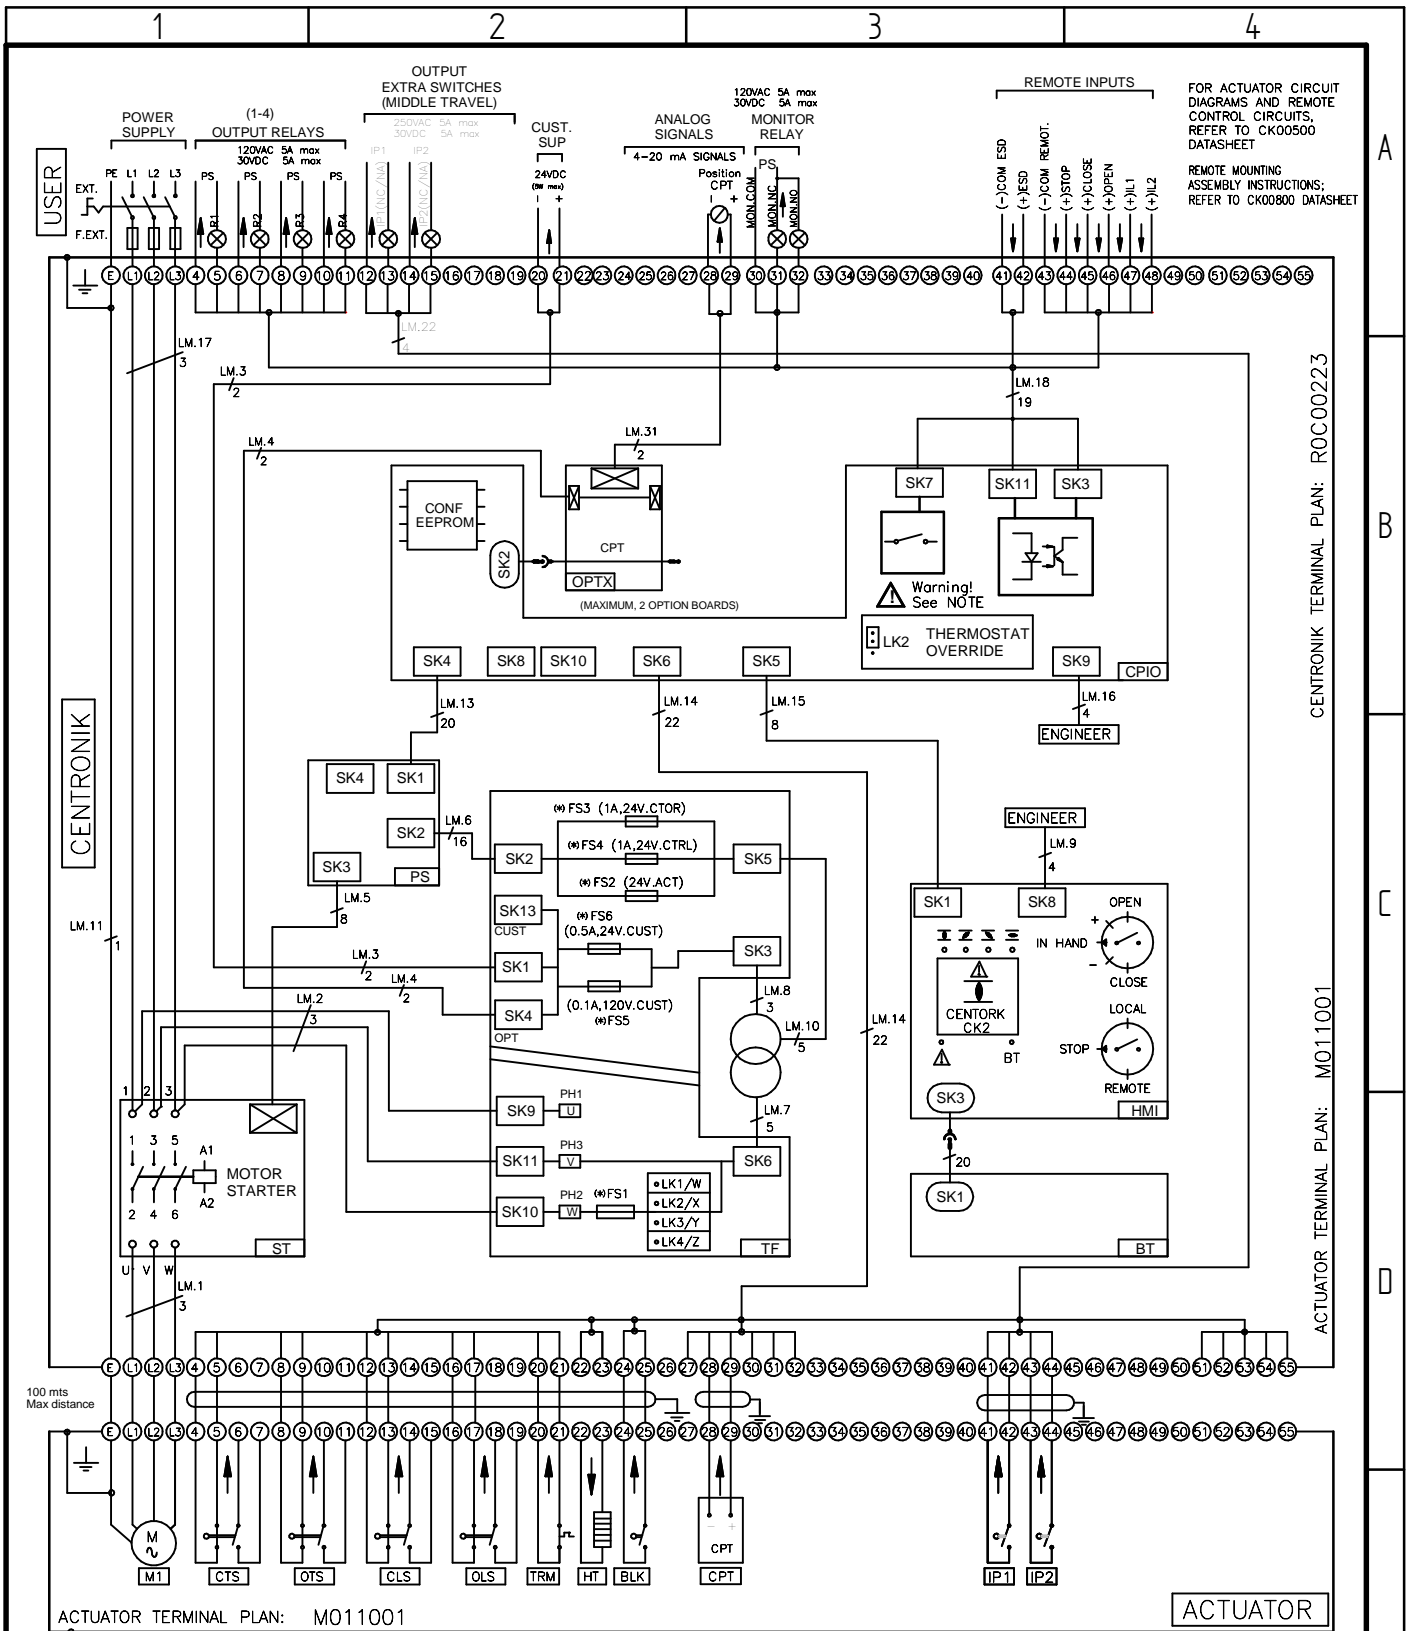 1 2 3 4
A
B
C
D
USER
POWER
SUPPLY
PE L1 L2 L3
EXT.
F.EXT.
(1-4)
OUTPUT RELAYS
120VAC 5A max
30VDC 5A max
PS PS PS PS
R1 R2 R3 R4
OUTPUT
EXTRA SWITCHES
(MIDDLE TRAVEL)
250VAC 5A max
30VDC 5A max
IP1 IP2
IP1(NC/NA) IP2(NC/NA)
CUST.
SUP
24VDC
(5W max)
- +
ANALOG
SIGNALS
4-20 mA SIGNALS
Position
CPT
- +
120VAC 5A max
30VDC 5A max
MONITOR
RELAY
PS
MON.COM
MON.NC
MON.NO
REMOTE INPUTS
(-)COM ESD
(+)ESD
(-)COM REMOT.
(+)STOP
(+)CLOSE
(+)OPEN
(+)IL1
(+)IL2
FOR ACTUATOR CIRCUIT
DIAGRAMS AND REMOTE
CONTROL CIRCUITS,
REFER TO CK00500
DATASHEET
REMOTE MOUNTING
ASSEMBLY INSTRUCTIONS;
REFER TO CK00800 DATASHEET
E L1 L2 L3 4 5 6 7 8 9 10 11 12 13 14 15 16 17 18 19 20 21 22 23 24 25 26 27 28 29 30 31 32 33 34 35 36 37 38 39 40 41 42 43 44 45 46 47 48 49 50 51 52 53 54 55
LM.22
4
LM.17
3
LM.3
2
LM.18
19
LM.4
2
LM.31
2
CENTRONIK TERMINAL PLAN: R0C00223
CONF
EEPROM
SK2
CPT
OPTX
(MAXIMUM, 2 OPTION BOARDS)
SK7 SK11 SK3
Warning!
See NOTE
LK2 THERMOSTAT
OVERRIDE
SK4 SK8 SK10 SK6 SK5 SK9
CPIO
LM.13
20
LM.14
22
LM.15
8
LM.16
4
ENGINEER
CENTRONIK
SK4 SK1
SK2
SK3
PS
LM.6
16
LM.5
8
LM.11
1
(*)FS3 (1A,24V.CTOR)
(*)FS4 (1A,24V.CTRL)
(*)FS2 (24V.ACT)
SK2 SK5
SK13
CUST
(*)FS6
(0.5A,24V.CUST)
SK1
SK3
LM.3
2
LM.4
2
SK4
OPT
(0.1A,120V.CUST)
(*)FS5
LM.8
3
LM.10
5
LM.7
5
LM.14
22
LM.2
3
SK9 PH1
U
SK11 PH3
V
SK6
SK10 PH2
W
(*)FS1
LK1/W
LK2/X
LK3/Y
LK4/Z
TF
ENGINEER
LM.9
4
SK1 SK8
OPEN
+
IN HAND
-
CLOSE
LOCAL
STOP
REMOTE
CENTORK
CK2
BT
SK3
HMI
20
SK1
BT
ACTUATOR TERMINAL PLAN: M011001
1 2 3
1 3 5
A1
A2
MOTOR
STARTER
2 4 6
ST
U V W
LM.1
3
E L1 L2 L3 4 5 6 7 8 9 10 11 12 13 14 15 16 17 18 19 20 21 22 23 24 25 26 27 28 29 30 31 32 33 34 35 36 37 38 39 40 41 42 43 44 45 46 47 48 49 50 51 52 53 54 55
100 mts
Max distance
E L1 L2 L3 4 5 6 7 8 9 10 11 12 13 14 15 16 17 18 19 20 21 22 23 24 25 26 27 28 29 30 31 32 33 34 35 36 37 38 39 40 41 42 43 44 45 46 47 48 49 50 51 52 53 54 55
M
- +
CPT
M1 CTS OTS CLS OLS TRM HT BLK CPT IP1 IP2
ACTUATOR TERMINAL PLAN: M011001
ACTUATOR